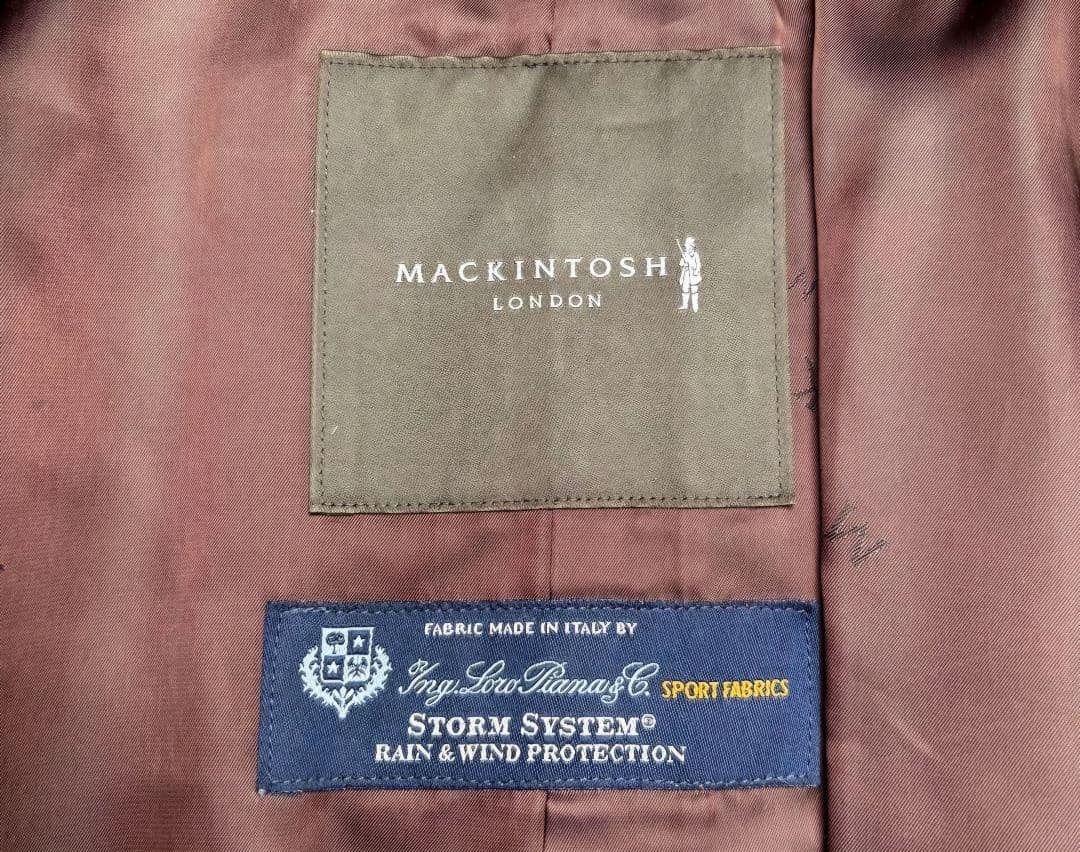 MACKINTOSH
LONDON
FABRIC MADE IN ITALY BY
Ing. Loro Piana & C. SPORT FABRICS
STORM SYSTEM®
RAIN & WIND PROTECTION